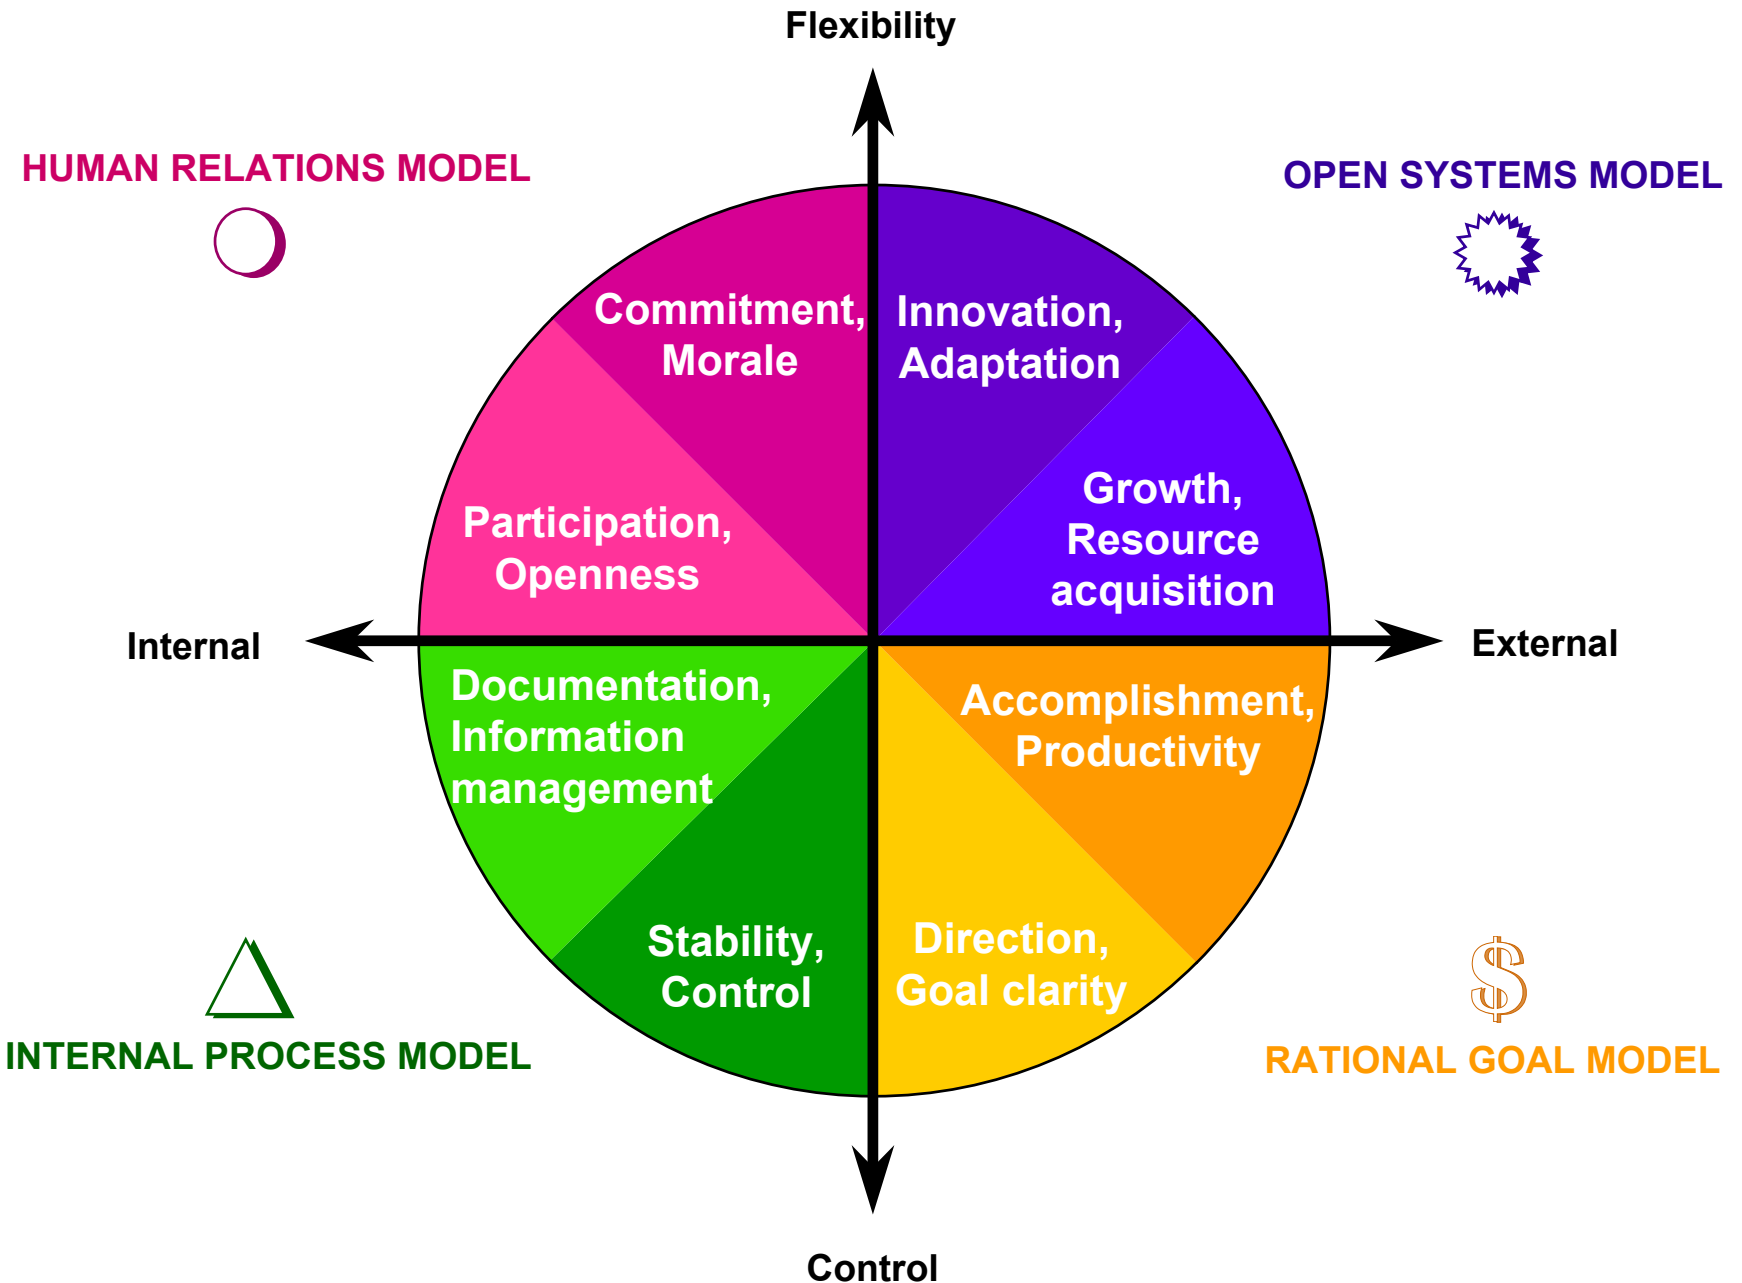 Flexibility
HUMAN RELATIONS MODEL
OPEN SYSTEMS MODEL
Commitment,
Morale
Innovation,
Adaptation
Participation,
Openness
Growth,
Resource
acquisition
Internal
External
Documentation,
Information
management
Accomplishment,
Productivity
Stability,
Control
Direction,
Goal clarity
$
INTERNAL PROCESS MODEL
RATIONAL GOAL MODEL
Control